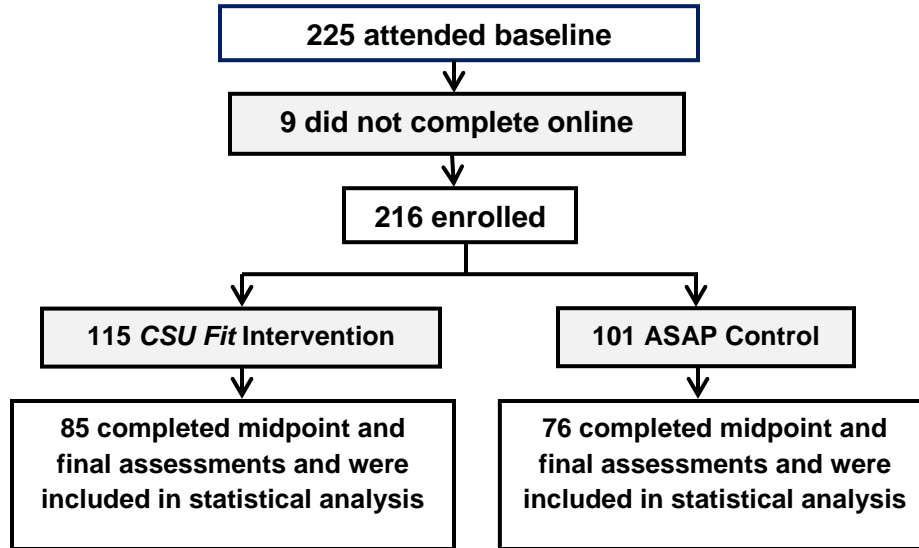 225 attended baseline
9 did not complete online
216 enrolled
115 CSU Fit Intervention
101 ASAP Control
85 completed midpoint and
final assessments and were
included in statistical analysis
76 completed midpoint and
final assessments and were
included in statistical analysis